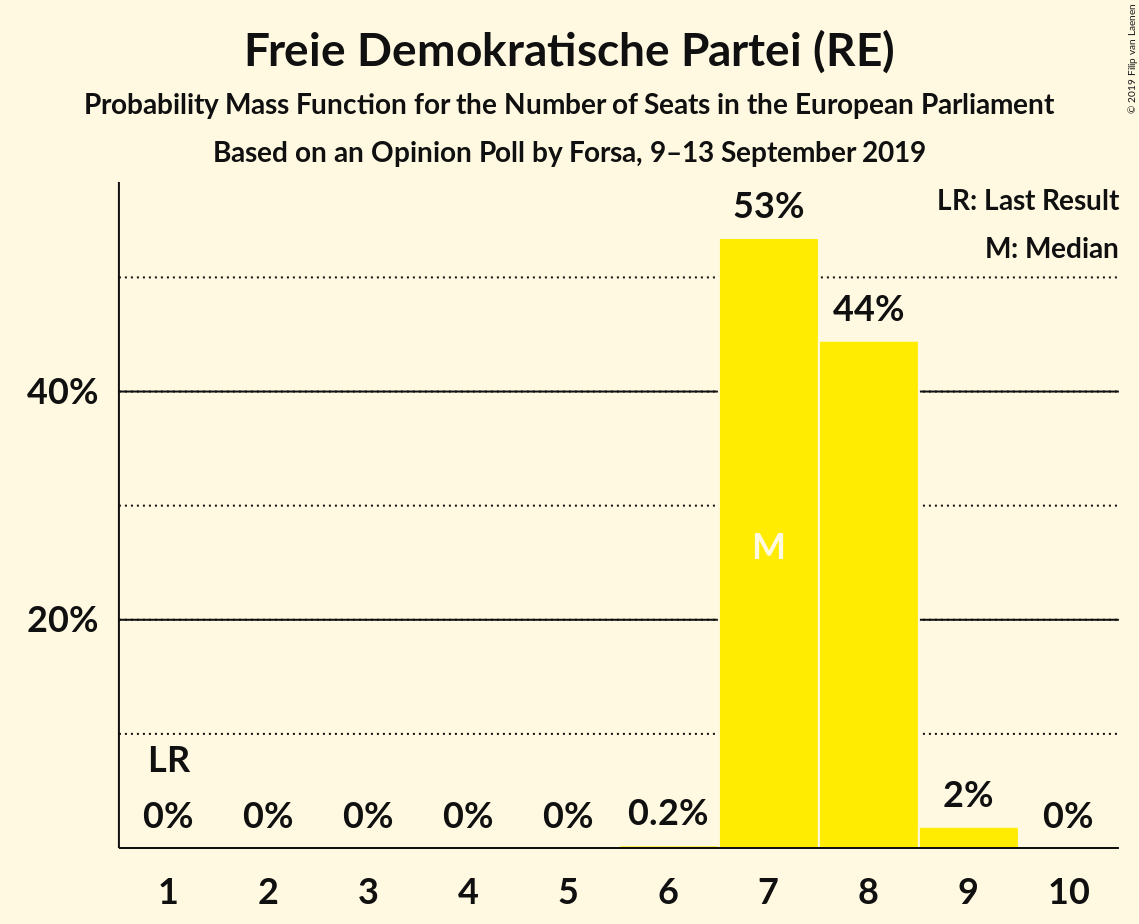 Freie Demokratische Partei (RE)
Probability Mass Function for the Number of Seats in the European Parliament
Based on an Opinion Poll by Forsa, 9–13 September 2019
© 2019 Filip van Laenen
LR: Last Result
M: Median
53%
44%
40%
M
20%
LR
0% 0% 0% 0% 0% 0.2% 2% 0%
1 2 3 4 5 6 7 8 9 10